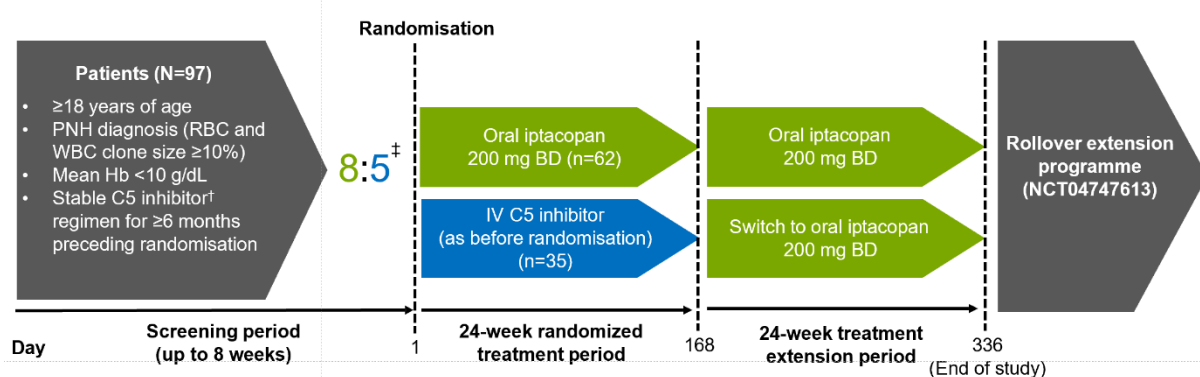 Randomisation
Patients (N=97)
• ≥18 years of age
• PNH diagnosis (RBC and
WBC clone size ≥10%)
• Mean Hb <10 g/dL
• Stable C5 inhibitor†
regimen for ≥6 months
preceding randomisation
8:5‡
Oral iptacopan
200 mg BD (n=62)
IV C5 inhibitor
(as before randomisation)
(n=35)
Oral iptacopan
200 mg BD
Switch to oral iptacopan
200 mg BD
Rollover extension
programme
(NCT04747613)
Day
Screening period
(up to 8 weeks)
1
24-week randomized
treatment period
168
24-week treatment
extension period
336
(End of study)